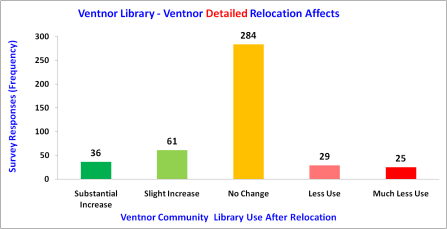 Ventnor Library - Ventnor Detailed Relocation Affects
Survey Responses (Frequency)
300
250
200
150
100
50
0
36
61
284
29
25
Substantial
Increase
Slight Increase
No Change
Less Use
Much Less Use
Ventnor Community Library Use After Relocation